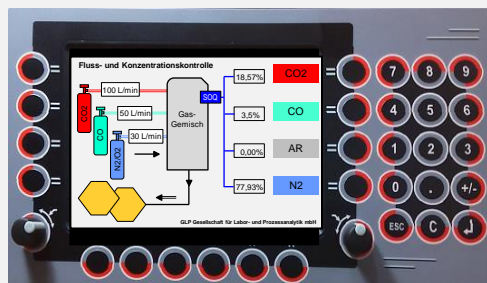 Fluss- und Konzentrationskontrolle
100 L/min
50 L/min
30 L/min
CO2
CO
N2/O2
Gas-
Gemisch
SOQ
18,57%
CO2
3,5%
CO
0,00%
AR
77,93%
N2
GLP Gesellschaft für Labor- und Prozessanalytik mbH
7
8
9
4
5
6
1
2
3
0
.
+/-
ESC
C